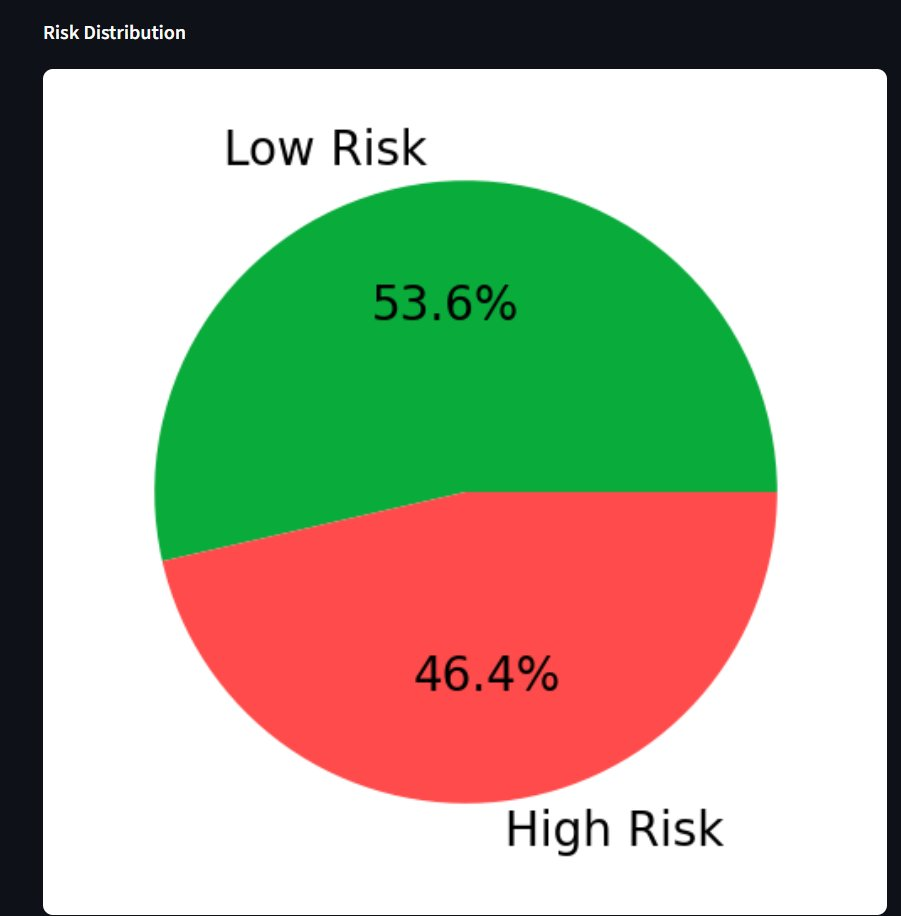 Risk Distribution
Low Risk
53.6%
46.4%
High Risk